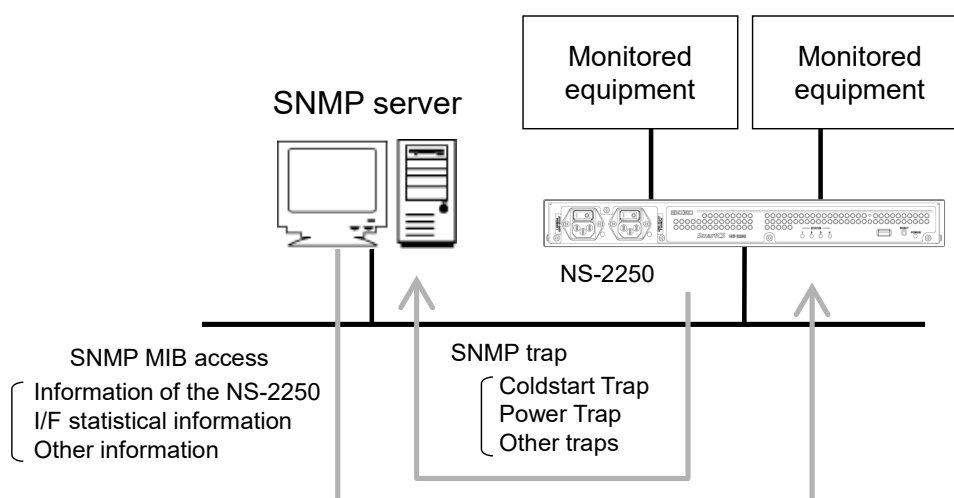 Monitored
equipment
Monitored
equipment
SNMP server
NS-2250
SNMP MIB access
Information of the NS-2250
I/F statistical information
Other information
SNMP trap
Coldstart Trap
Power Trap
Other traps